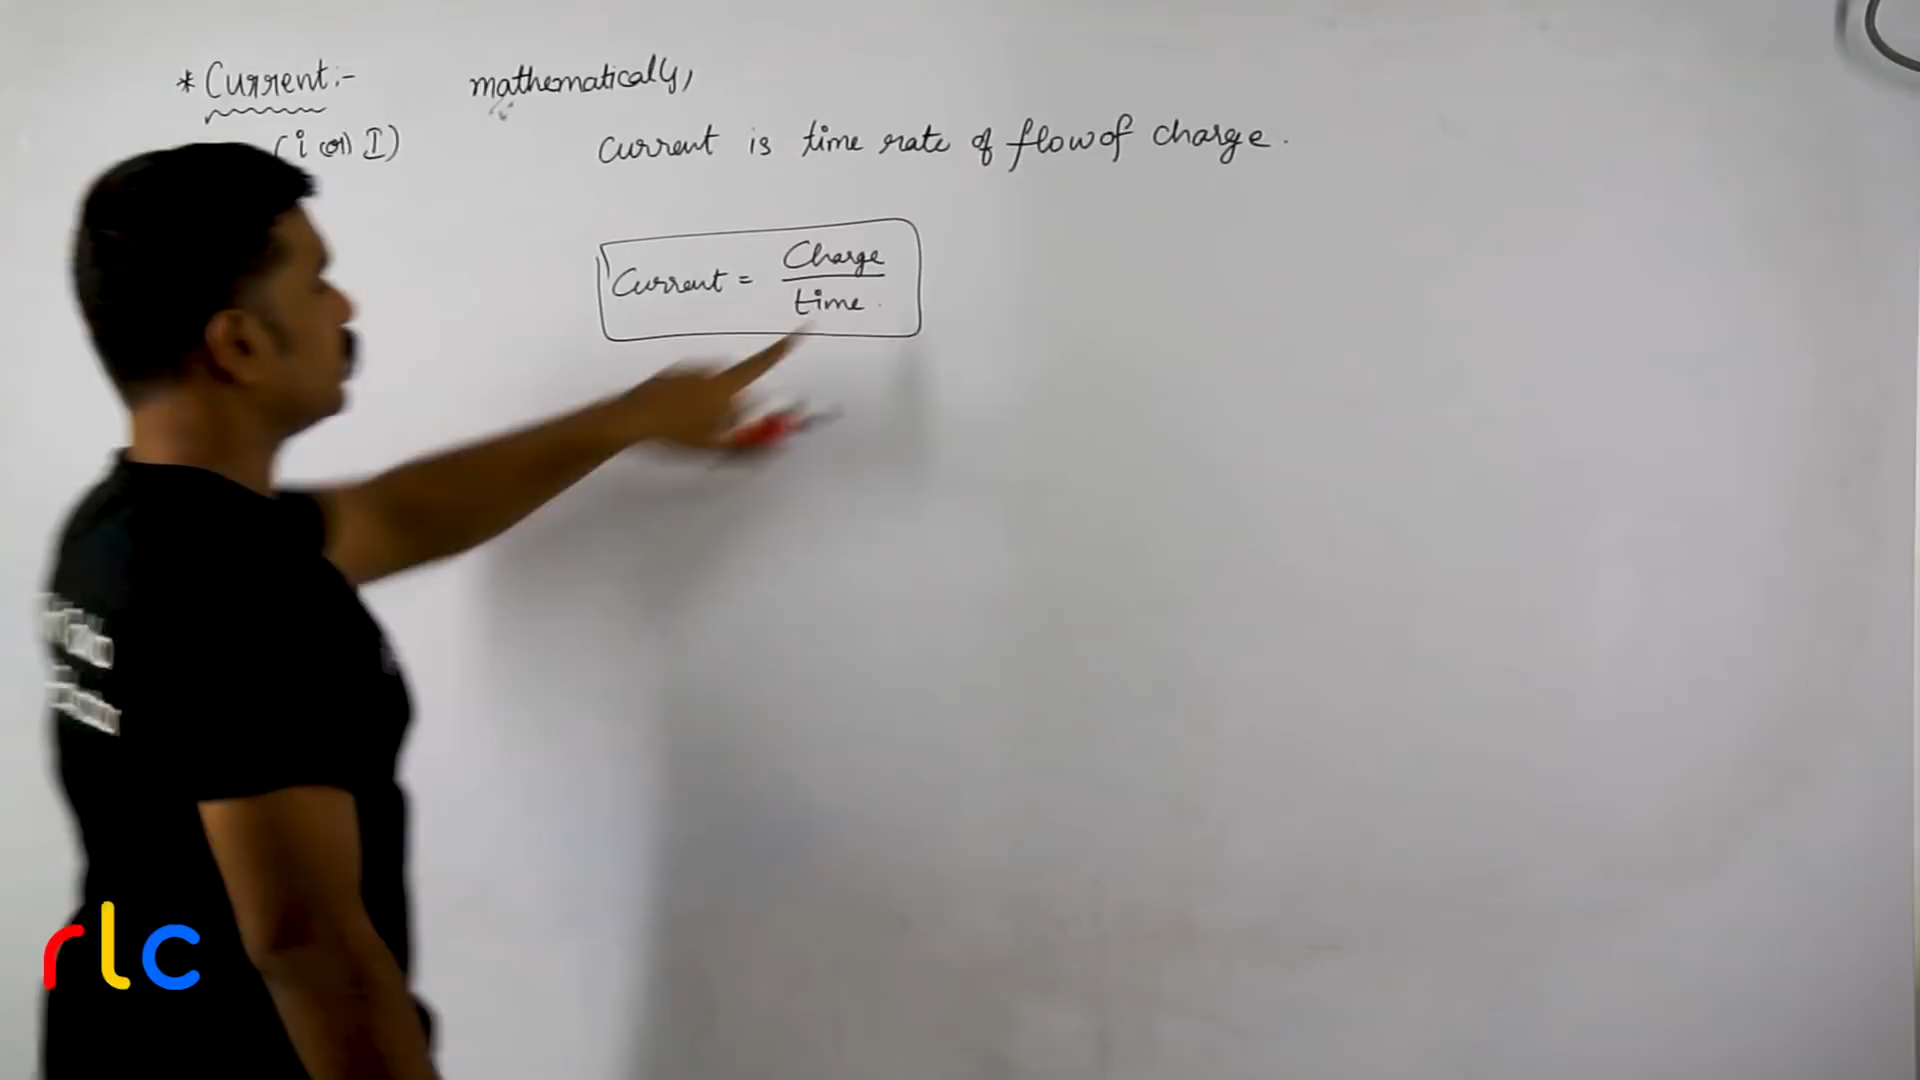 * Current:-
(i or I)
mathematically,
Current is time rate of flow of charge.
Current = Charge
time
rlc